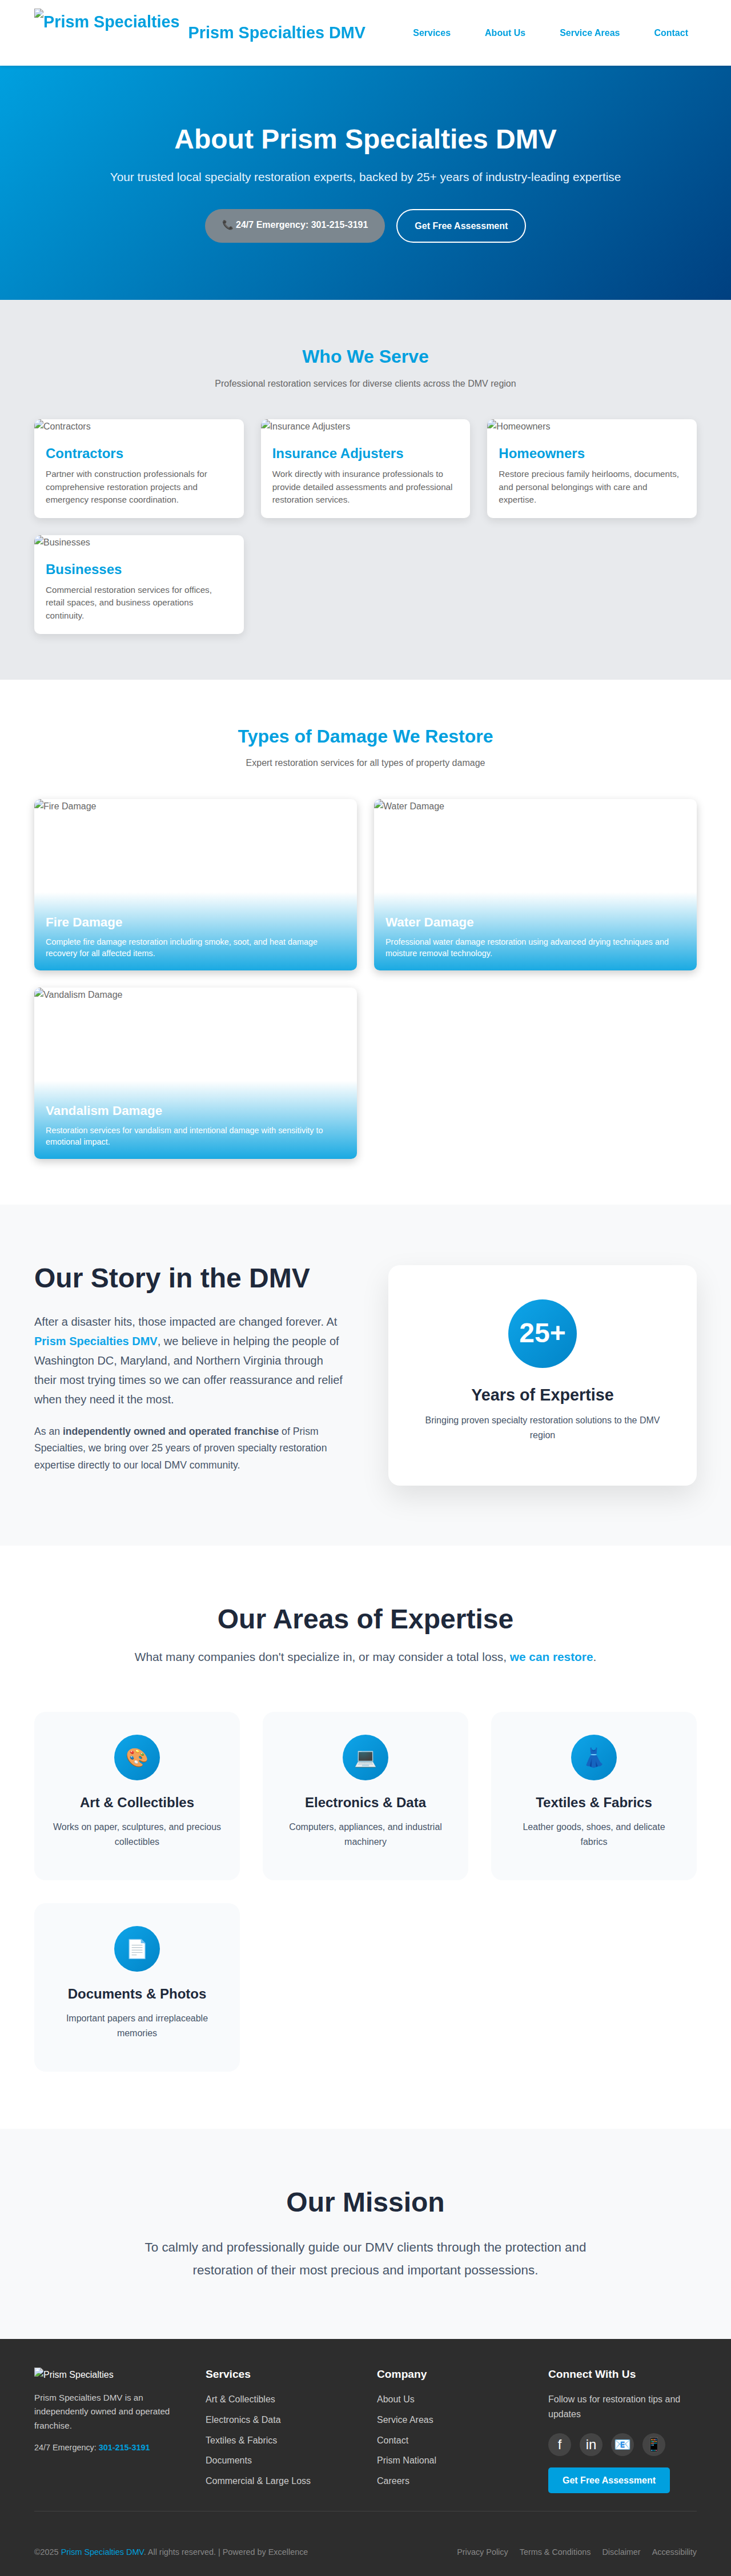 Prism Specialties
Prism Specialties DMV
Services
About Us
Service Areas
Contact
About Prism Specialties DMV
Your trusted local specialty restoration experts, backed by 25+ years of industry-leading expertise
📞 24/7 Emergency: 301-215-3191
Get Free Assessment
Who We Serve
Professional restoration services for diverse clients across the DMV region
Contractors
Contractors
Partner with construction professionals for
comprehensive restoration projects and
emergency response coordination.
Insurance Adjusters
Insurance Adjusters
Work directly with insurance professionals to
provide detailed assessments and professional
restoration services.
Homeowners
Homeowners
Restore precious family heirlooms, documents,
and personal belongings with care and
expertise.
Businesses
Businesses
Commercial restoration services for offices,
retail spaces, and business operations
continuity.
Types of Damage We Restore
Expert restoration services for all types of property damage
Fire Damage
Fire Damage
Complete fire damage restoration including smoke, soot, and heat damage
recovery for all affected items.
Water Damage
Water Damage
Professional water damage restoration using advanced drying techniques and
moisture removal technology.
Vandalism Damage
Vandalism Damage
Restoration services for vandalism and intentional damage with sensitivity to
emotional impact.
Our Story in the DMV
After a disaster hits, those impacted are changed forever. At
Prism Specialties DMV, we believe in helping the people of
Washington DC, Maryland, and Northern Virginia through
their most trying times so we can offer reassurance and relief
when they need it the most.
As an independently owned and operated franchise of Prism
Specialties, we bring over 25 years of proven specialty restoration
expertise directly to our local DMV community.
25+
Years of Expertise
Bringing proven specialty restoration solutions to the DMV
region
Our Areas of Expertise
What many companies don't specialize in, or may consider a total loss, we can restore.
Art & Collectibles
Works on paper, sculptures, and precious
collectibles
Electronics & Data
Computers, appliances, and industrial
machinery
Textiles & Fabrics
Leather goods, shoes, and delicate
fabrics
Documents & Photos
Important papers and irreplaceable
memories
Our Mission
To calmly and professionally guide our DMV clients through the protection and
restoration of their most precious and important possessions.
Prism Specialties
Prism Specialties DMV is an
independently owned and operated
franchise.
24/7 Emergency: 301-215-3191
Services
Art & Collectibles
Electronics & Data
Textiles & Fabrics
Documents
Commercial & Large Loss
Company
About Us
Service Areas
Contact
Prism National
Careers
Connect With Us
Follow us for restoration tips and
updates
f
in
Get Free Assessment
©2025 Prism Specialties DMV. All rights reserved. | Powered by Excellence
Privacy Policy
Terms & Conditions
Disclaimer
Accessibility